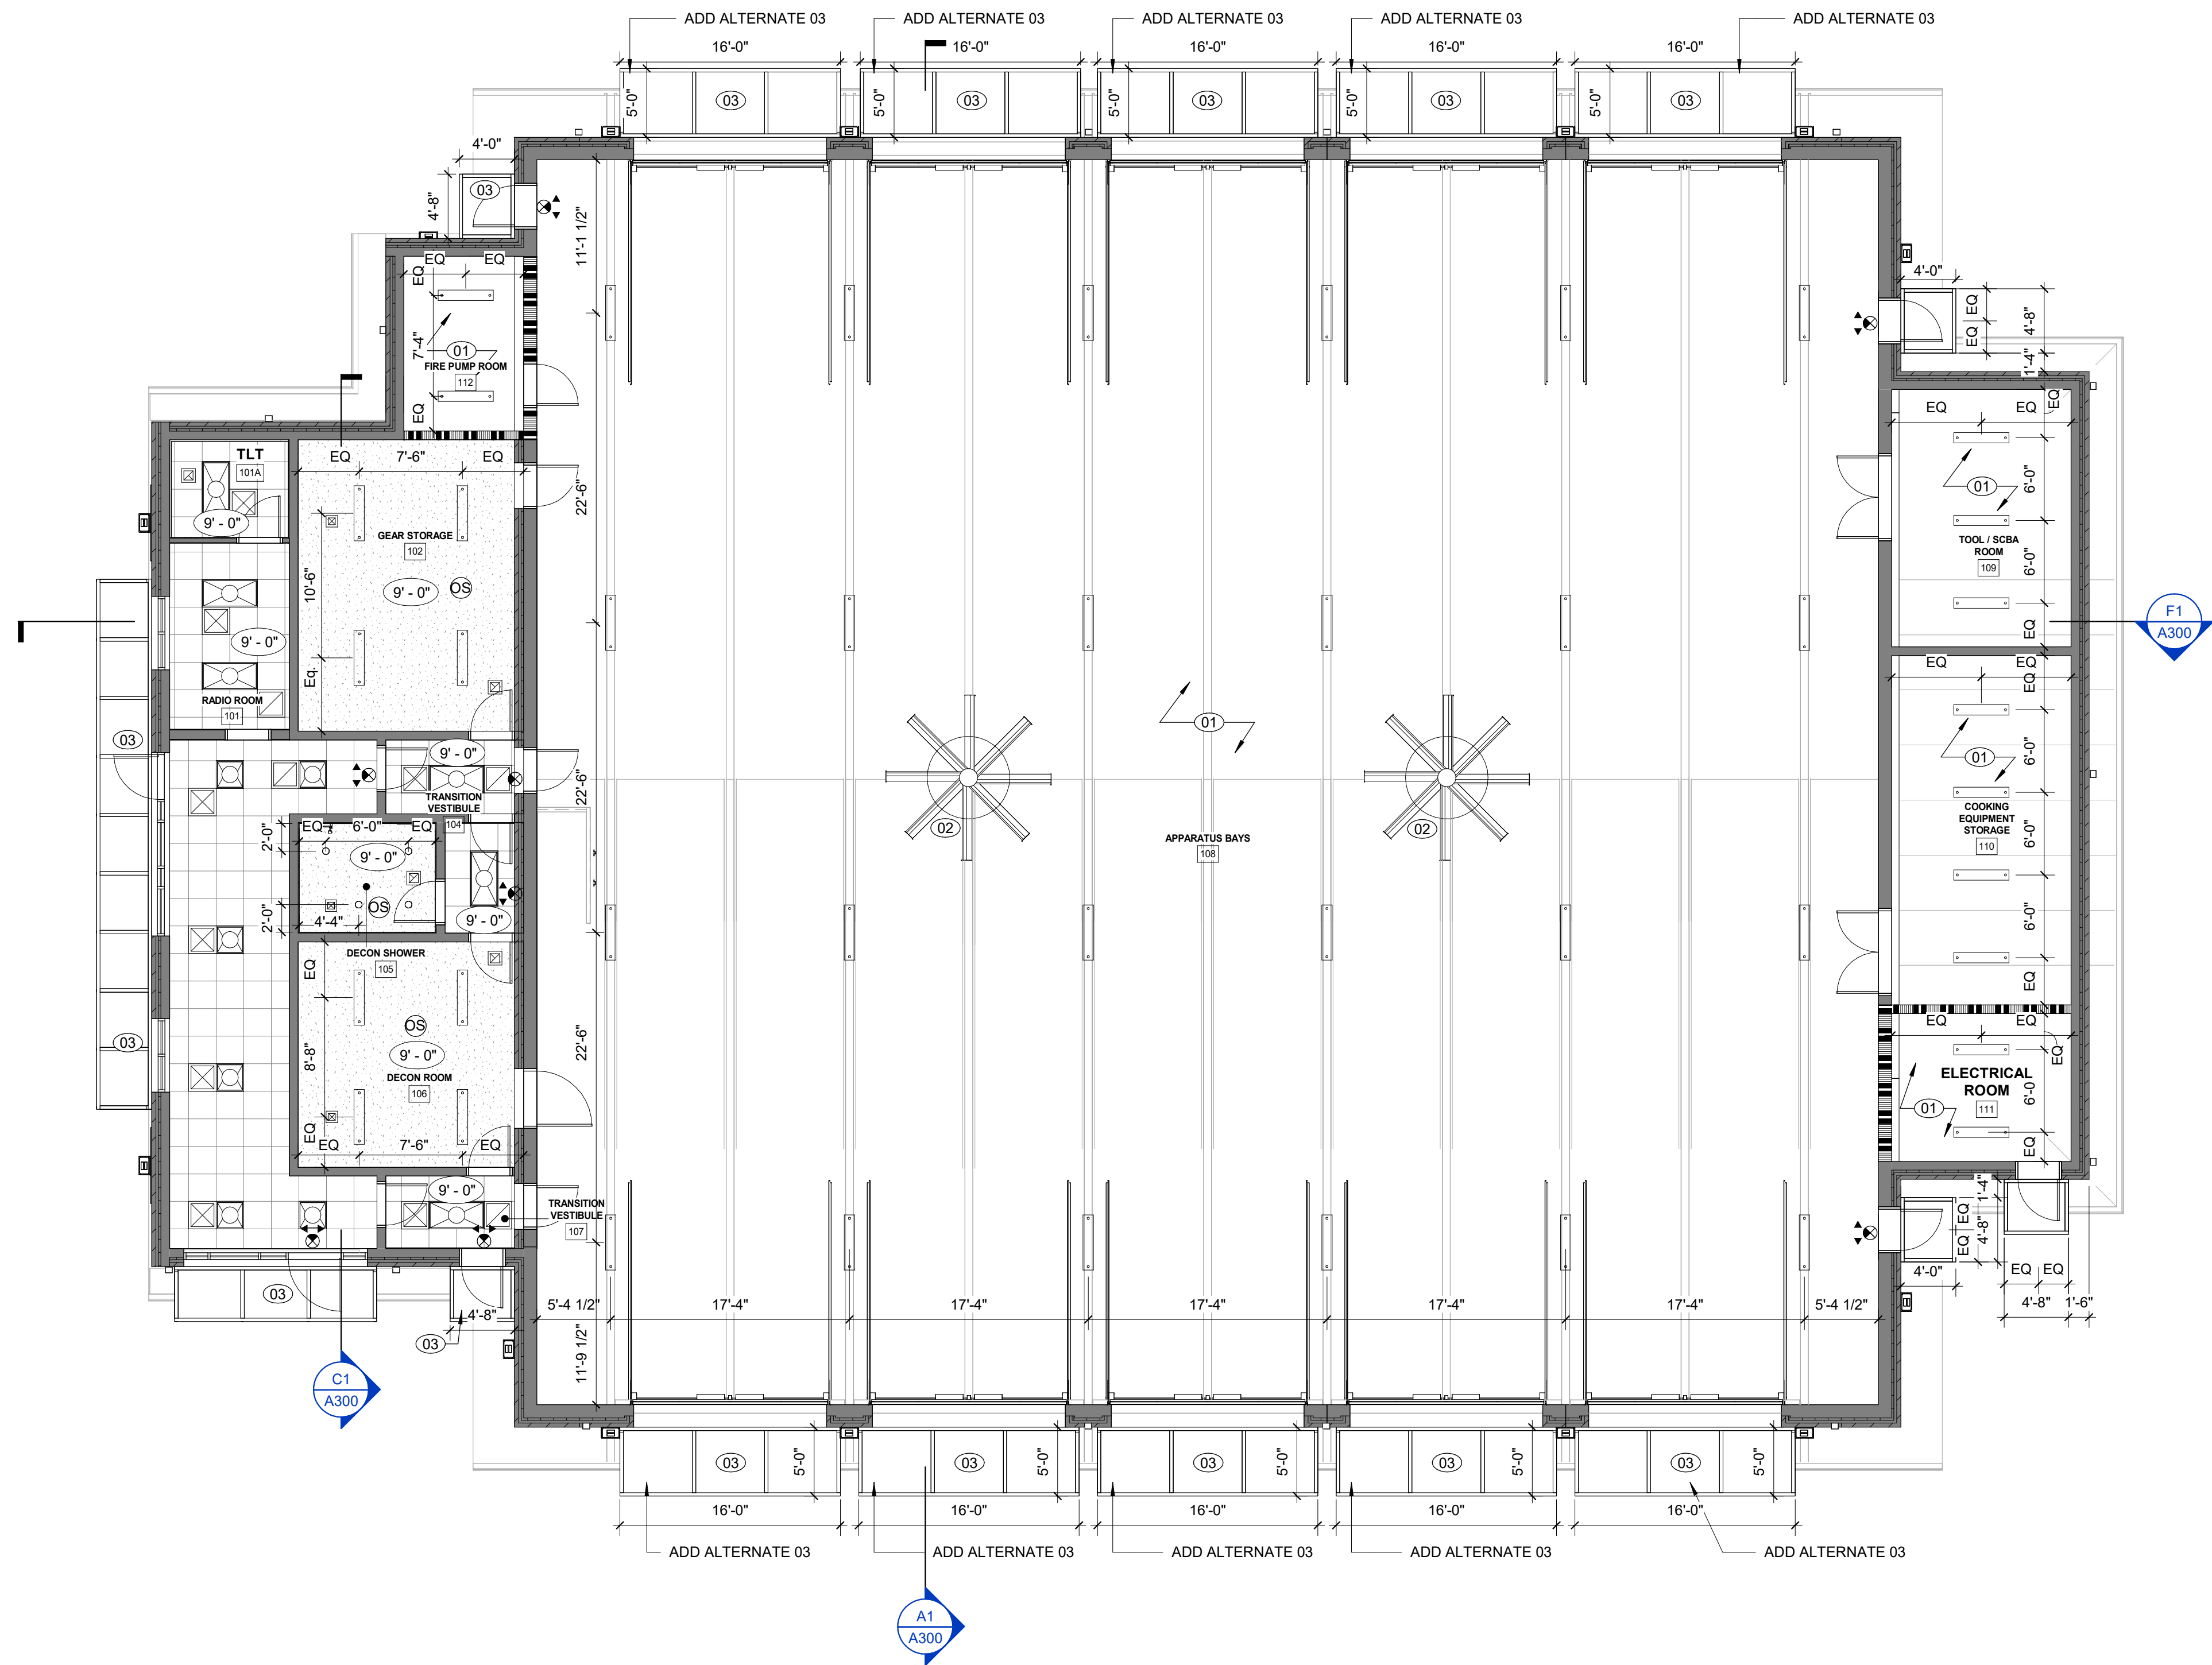 ADD ALTERNATE 03 ADD ALTERNATE 03 ADD ALTERNATE 03 ADD ALTERNATE 03 ADD ALTERNATE 03
16'-0" 16'-0" 16'-0" 16'-0" 16'-0"
5'-0" 5'-0" 5'-0" 5'-0" 5'-0"
03 03 03 03 03
4'-0"
03
4'-8"
11'-1 1/2"
EQ EQ
EQ
7'-4"
01
FIRE PUMP ROOM
112
EQ
4'-0"
EQ
EQ
4'-8"
1'-4"
TLT
101A
9' - 0"
EQ 7'-6" EQ
22'-6"
GEAR STORAGE
102
9' - 0" OS
10'-6"
Eq.
9' - 0"
RADIO ROOM
101
EQ EQ
EQ
01
6'-0"
TOOL / SCBA
ROOM
109
6'-0"
EQ
F1
A300
03
03
9' - 0"
TRANSITION
VESTIBULE
104
22'-6"
01
02
02
APPARATUS BAYS
108
EQ EQ
EQ
01
6'-0"
COOKING
EQUIPMENT
STORAGE
110
6'-0"
6'-0"
EQ
EQ 6'-0" EQ
2'-0"
9' - 0"
OS
4'-4"
2'-0"
9' - 0"
DECON SHOWER
105
EQ
OS
9' - 0"
8'-8"
DECON ROOM
106
EQ
EQ 7'-6" EQ
22'-6"
EQ EQ
EQ
ELECTRICAL
ROOM
111
6'-0
01
EQ
9' - 0"
TRANSITION
VESTIBULE
107
03
4'-8"
03
5'-4 1/2" 17'-4" 17'-4" 17'-4" 17'-4" 17'-4" 5'-4 1/2"
11'-9 1/2"
1'-4"
EQ
EQ
4'-8"
4'-0"
EQ EQ
4'-8" 1'-6"
C1
A300
03 03 03 03 03
5'-0" 5'-0" 5'-0" 5'-0" 5'-0"
16'-0" 16'-0" 16'-0" 16'-0" 16'-0"
ADD ALTERNATE 03 ADD ALTERNATE 03 ADD ALTERNATE 03 ADD ALTERNATE 03 ADD ALTERNATE 03
A1
A300